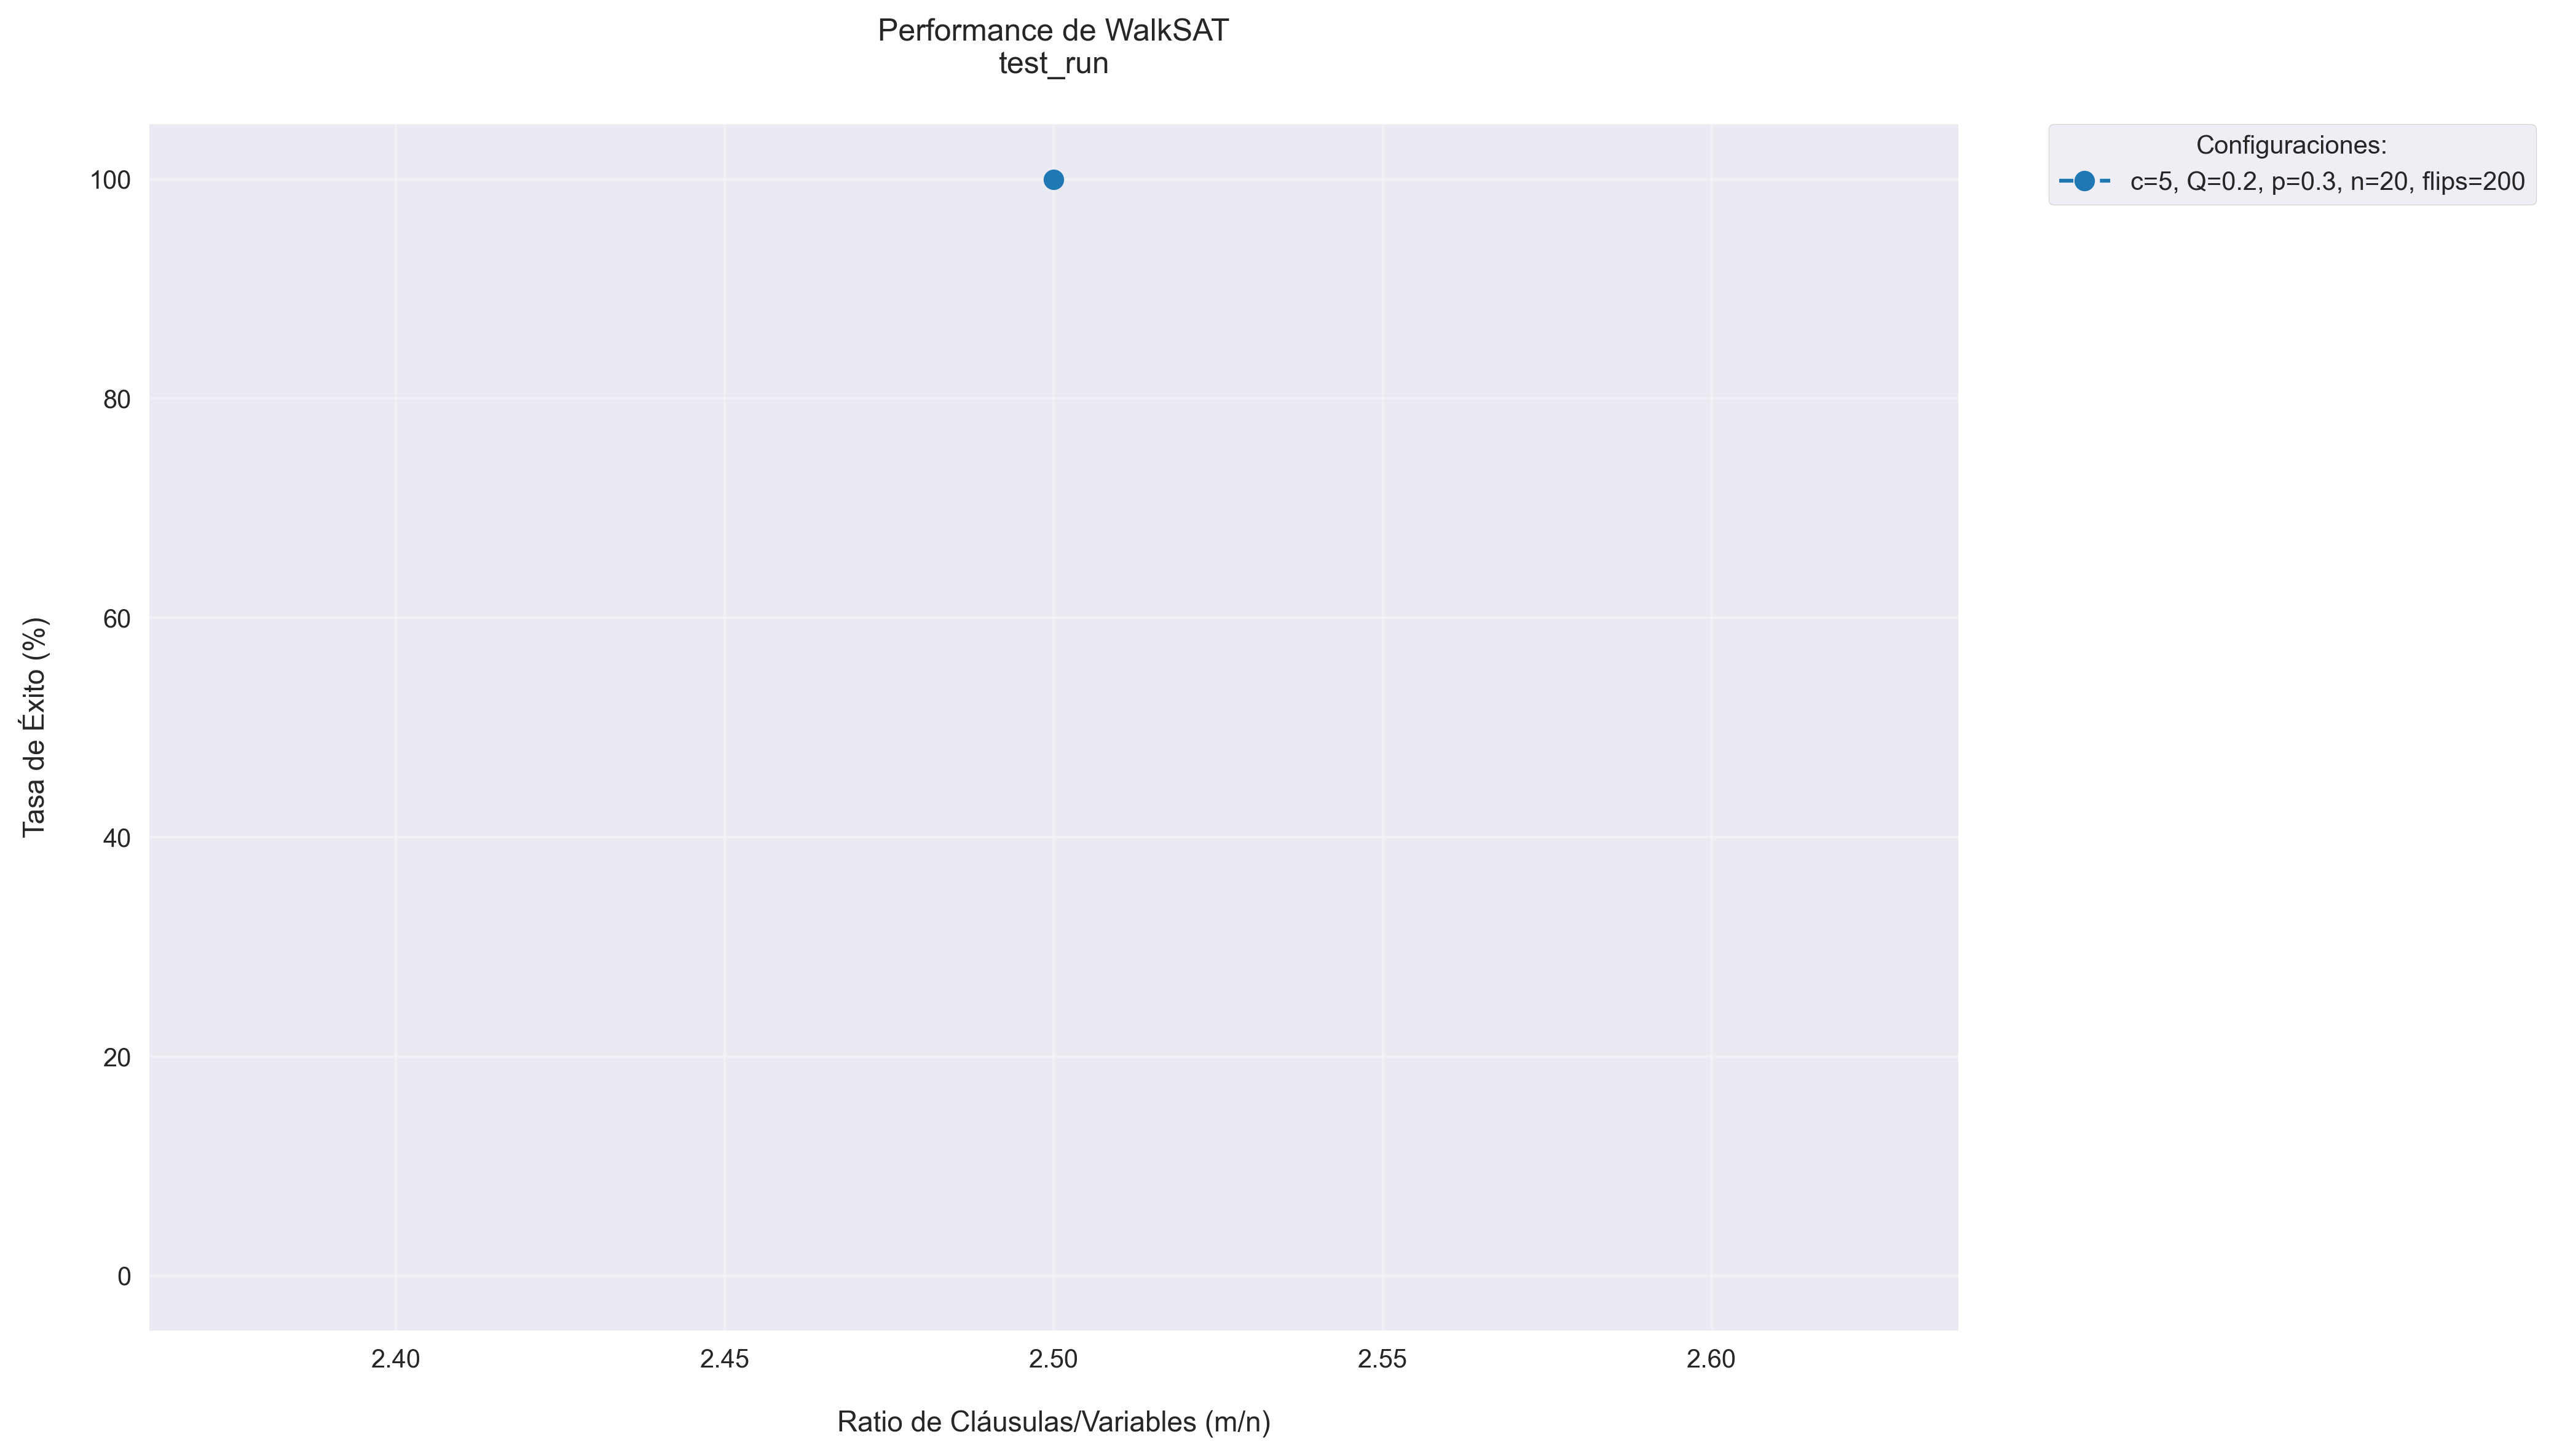 Performance de WalkSAT
test_run
Configuraciones:
c=5, Q=0.2, p=0.3, n=20, flips=200
Tasa de Éxito (%)
100
80
60
40
20
0
2.40
2.45
2.50
2.55
2.60
Ratio de Cláusulas/Variables (m/n)